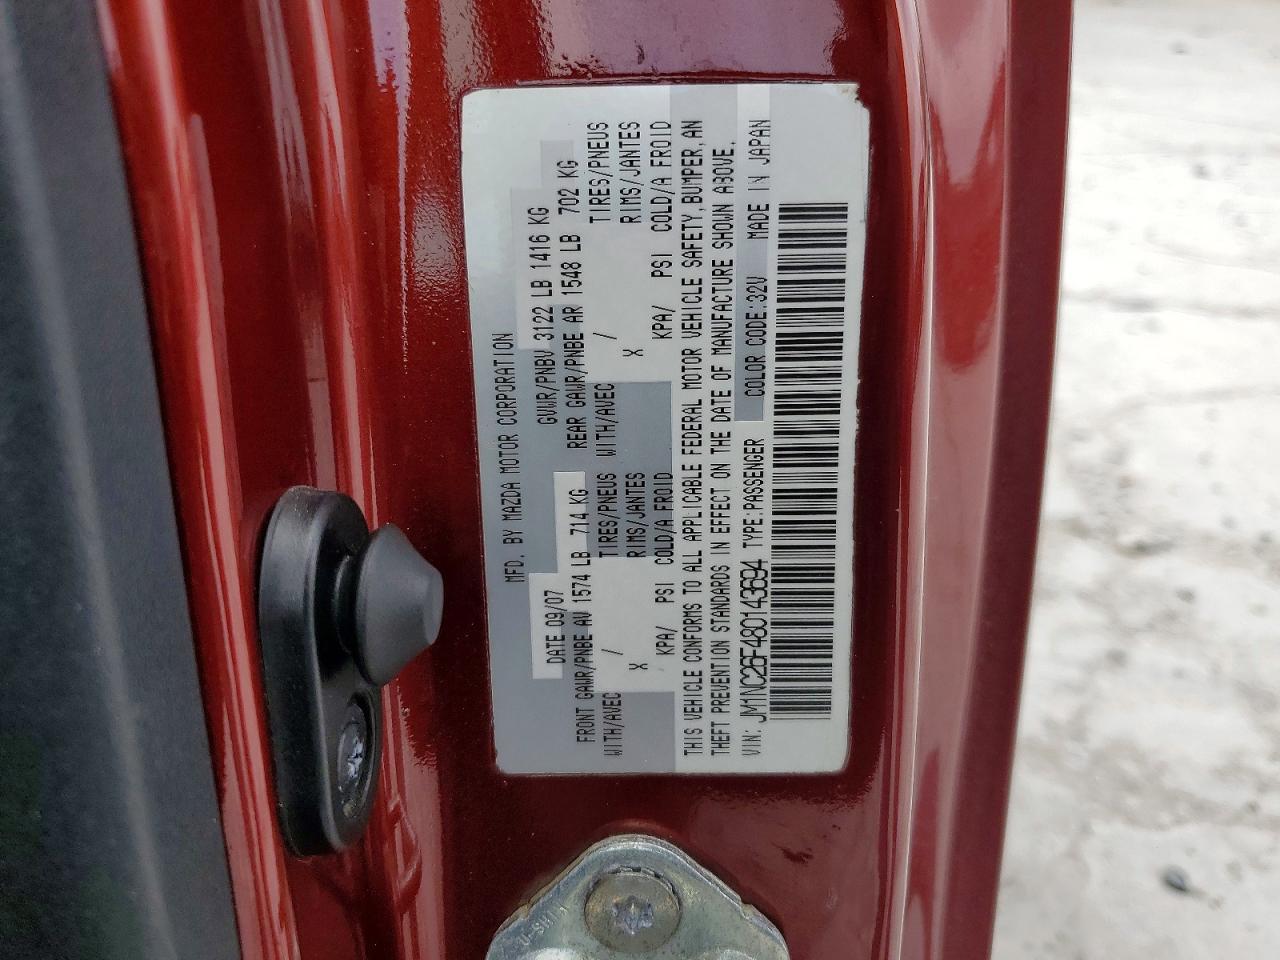 MFD. BY MAZDA MOTOR CORPORATION
DATE 09/07 GVWR/PNBV 3122 LB 1416 KG
FRONT GAWR/PNBE AV 1574 LB 714 KG REAR GAWR/PNBE AR 1548 LB 702 KG
WITH/AVEC / TIRES/PNEUS WITH/AVEC / TIRES/PNEUS
X RIMS/JANTES X RIMS/JANTES
KPA/ PSI COLD/A FROID KPA/ PSI COLD/A FROID
THIS VEHICLE CONFORMS TO ALL APPLICABLE FEDERAL MOTOR VEHICLE SAFETY, BUMPER, AN
THEFT PREVENTION STANDARDS IN EFFECT ON THE DATE OF MANUFACTURE SHOWN ABOVE.
VIN: JM1NC26F480143694 TYPE:PASSENGER COLOR CODE:32V MADE IN JAPAN